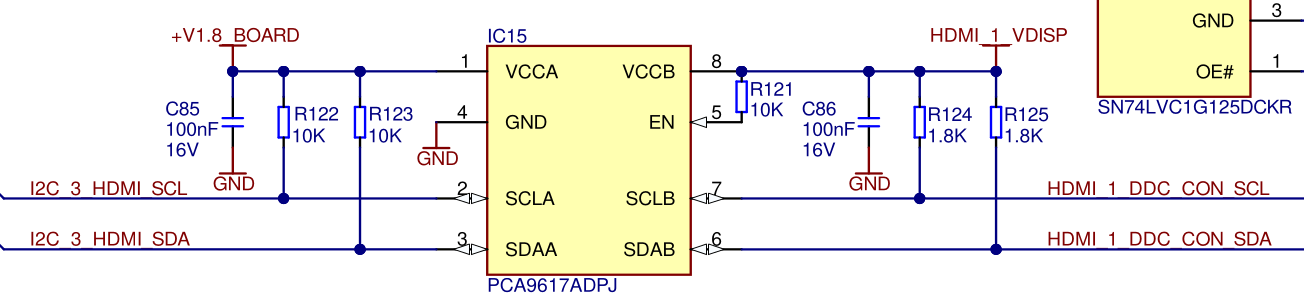 +V1.8_BOARD
IC15
HDMI_1_VDISP
GND 3
1 VCCA VCCB 8
OE# 1
C85 100nF 16V
R122 10K
R123 10K
R121 10K
C86 100nF 16V
R124 1.8K
R125 1.8K
SN74LVC1G125DCKR
4 GND EN 5
GND
GND
GND
I2C_3_HDMI_SCL
2 SCLA SCLB 7
HDMI_1_DDC_CON_SCL
I2C_3_HDMI_SDA
3 SDAA SDAB 6
HDMI_1_DDC_CON_SDA
PCA9617ADPJ